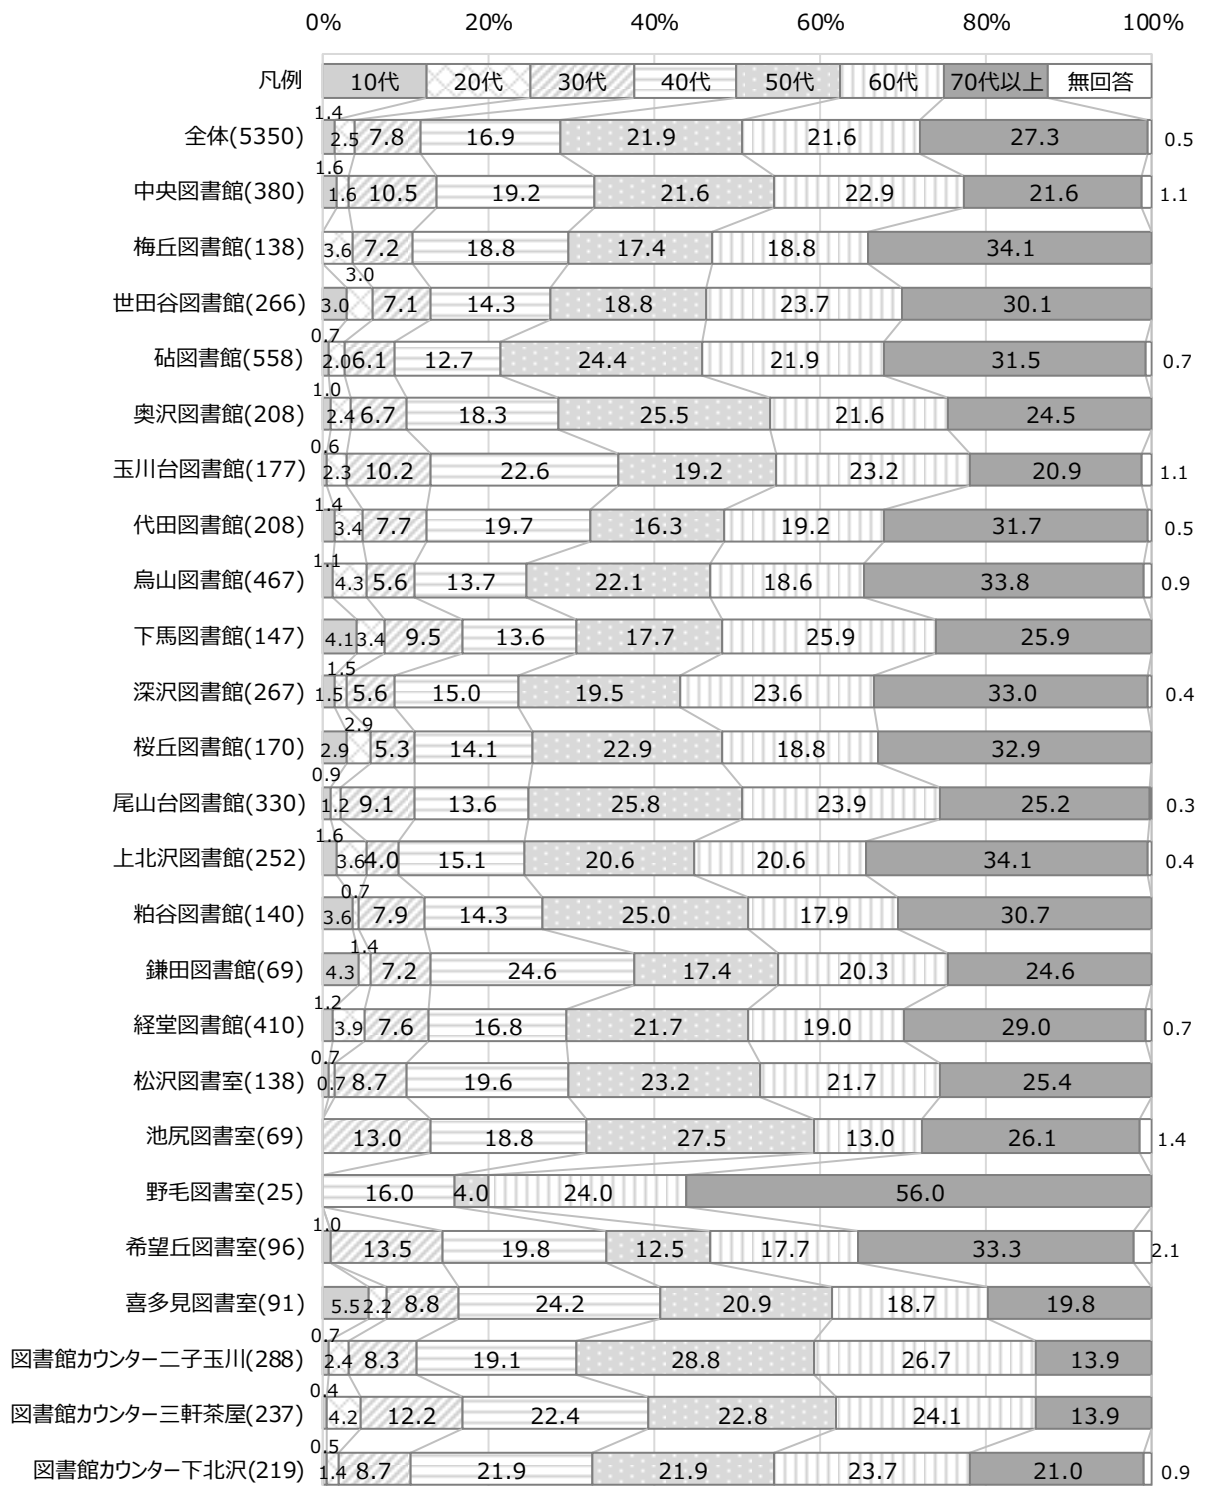 0% 20% 40% 60% 80% 100%
凡例 10代 20代 30代 40代 50代 60代 70代以上 無回答
全体(5350) 1.4 2.5 7.8 16.9 21.9 21.6 27.3 0.5
中央図書館(380) 1.6 1.6 10.5 19.2 21.6 22.9 21.6 1.1
梅丘図書館(138) 3.6 7.2 18.8 17.4 18.8 34.1
世田谷図書館(266) 3.0 3.0 7.1 14.3 18.8 23.7 30.1
砧図書館(558) 0.7 2.0 6.1 12.7 24.4 21.9 31.5 0.7
奥沢図書館(208) 1.0 2.4 6.7 18.3 25.5 21.6 24.5
玉川台図書館(177) 0.6 2.3 10.2 22.6 19.2 23.2 20.9 1.1
代田図書館(208) 1.4 3.4 7.7 19.7 16.3 19.2 31.7 0.5
烏山図書館(467) 1.1 4.3 5.6 13.7 22.1 18.6 33.8 0.9
下馬図書館(147) 4.1 3.4 9.5 13.6 17.7 25.9 25.9
深沢図書館(267) 1.5 1.5 5.6 15.0 19.5 23.6 33.0 0.4
桜丘図書館(170) 2.9 2.9 5.3 14.1 22.9 18.8 32.9
尾山台図書館(330) 0.9 1.2 9.1 13.6 25.8 23.9 25.2 0.3
上北沢図書館(252) 1.6 3.6 4.0 15.1 20.6 20.6 34.1 0.4
粕谷図書館(140) 3.6 0.7 7.9 14.3 25.0 17.9 30.7
鎌田図書館(69) 4.3 1.4 7.2 24.6 17.4 20.3 24.6
経堂図書館(410) 1.2 3.9 7.6 16.8 21.7 19.0 29.0 0.7
松沢図書室(138) 0.7 0.7 8.7 19.6 23.2 21.7 25.4
池尻図書室(69) 13.0 18.8 27.5 13.0 26.1 1.4
野毛図書室(25) 16.0 4.0 24.0 56.0
希望丘図書室(96) 1.0 13.5 19.8 12.5 17.7 33.3 2.1
喜多見図書室(91) 5.5 2.2 8.8 24.2 20.9 18.7 19.8
図書館カウンター二子玉川(288) 0.7 2.4 8.3 19.1 28.8 26.7 13.9
図書館カウンター三軒茶屋(237) 0.4 4.2 12.2 22.4 22.8 24.1 13.9
図書館カウンター下北沢(219) 0.5 1.4 8.7 21.9 21.9 23.7 21.0 0.9